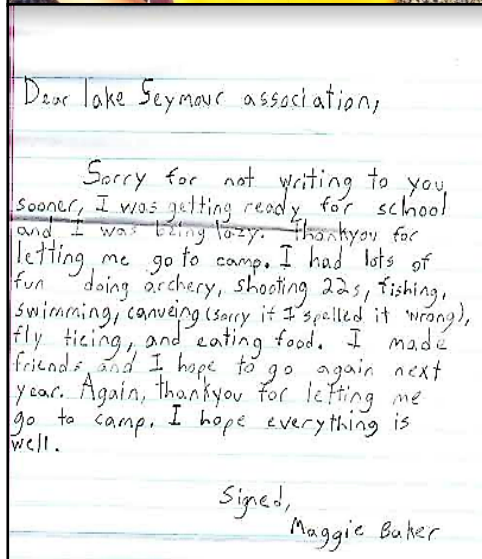 Dear Lake Seymour association,
Sorry for not writing to you
sooner, I was getting ready for school
and I was being lazy. Thankyou for
letting me go to camp. I had lots of
fun doing archery, shooting 22s, fishing,
swimming, canueing (sorry if I spelled it wrong),
fly tieing, and eating food. I made
friends, and I hope to go again next
year. Again, thankyou for letting me
go to camp. I hope everything is
well.
Signed,
Maggie Baker